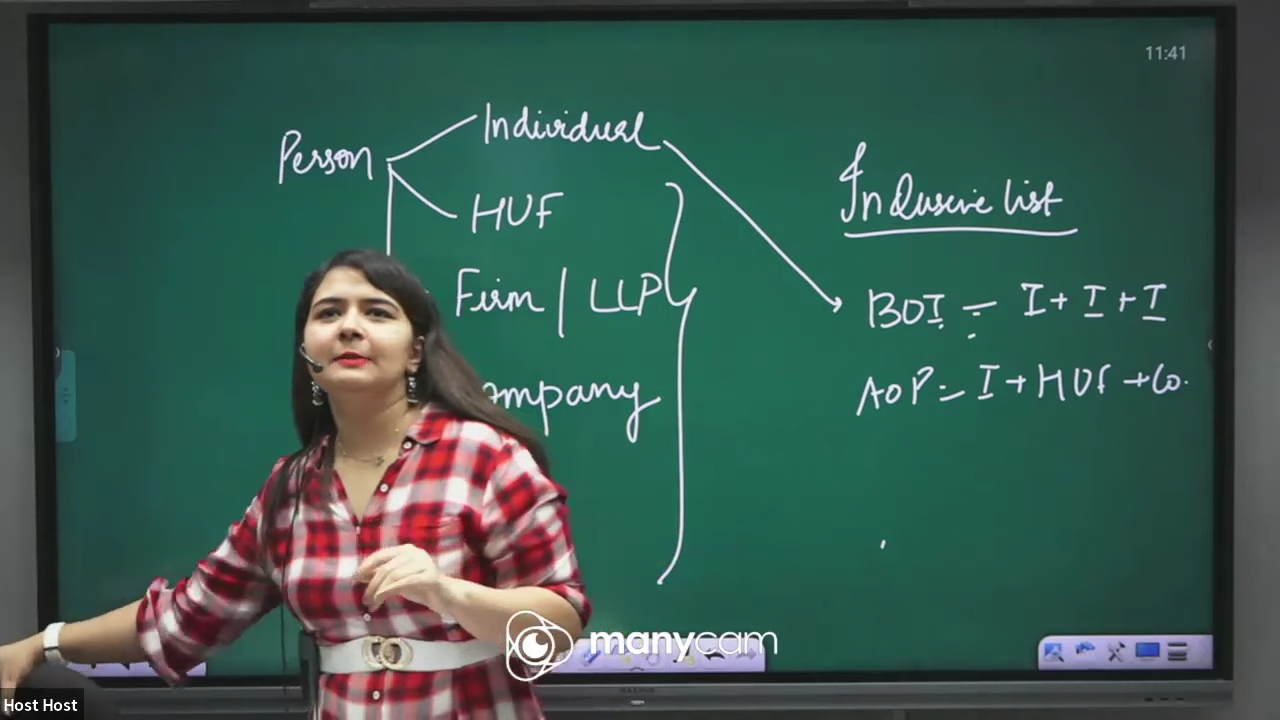 11:41
Person
Individual
HUF
Firm / LLP
ompany
Inclusive list
BOI = I + I + I
AOP = I + HUF + Co.
manycam
Host Host